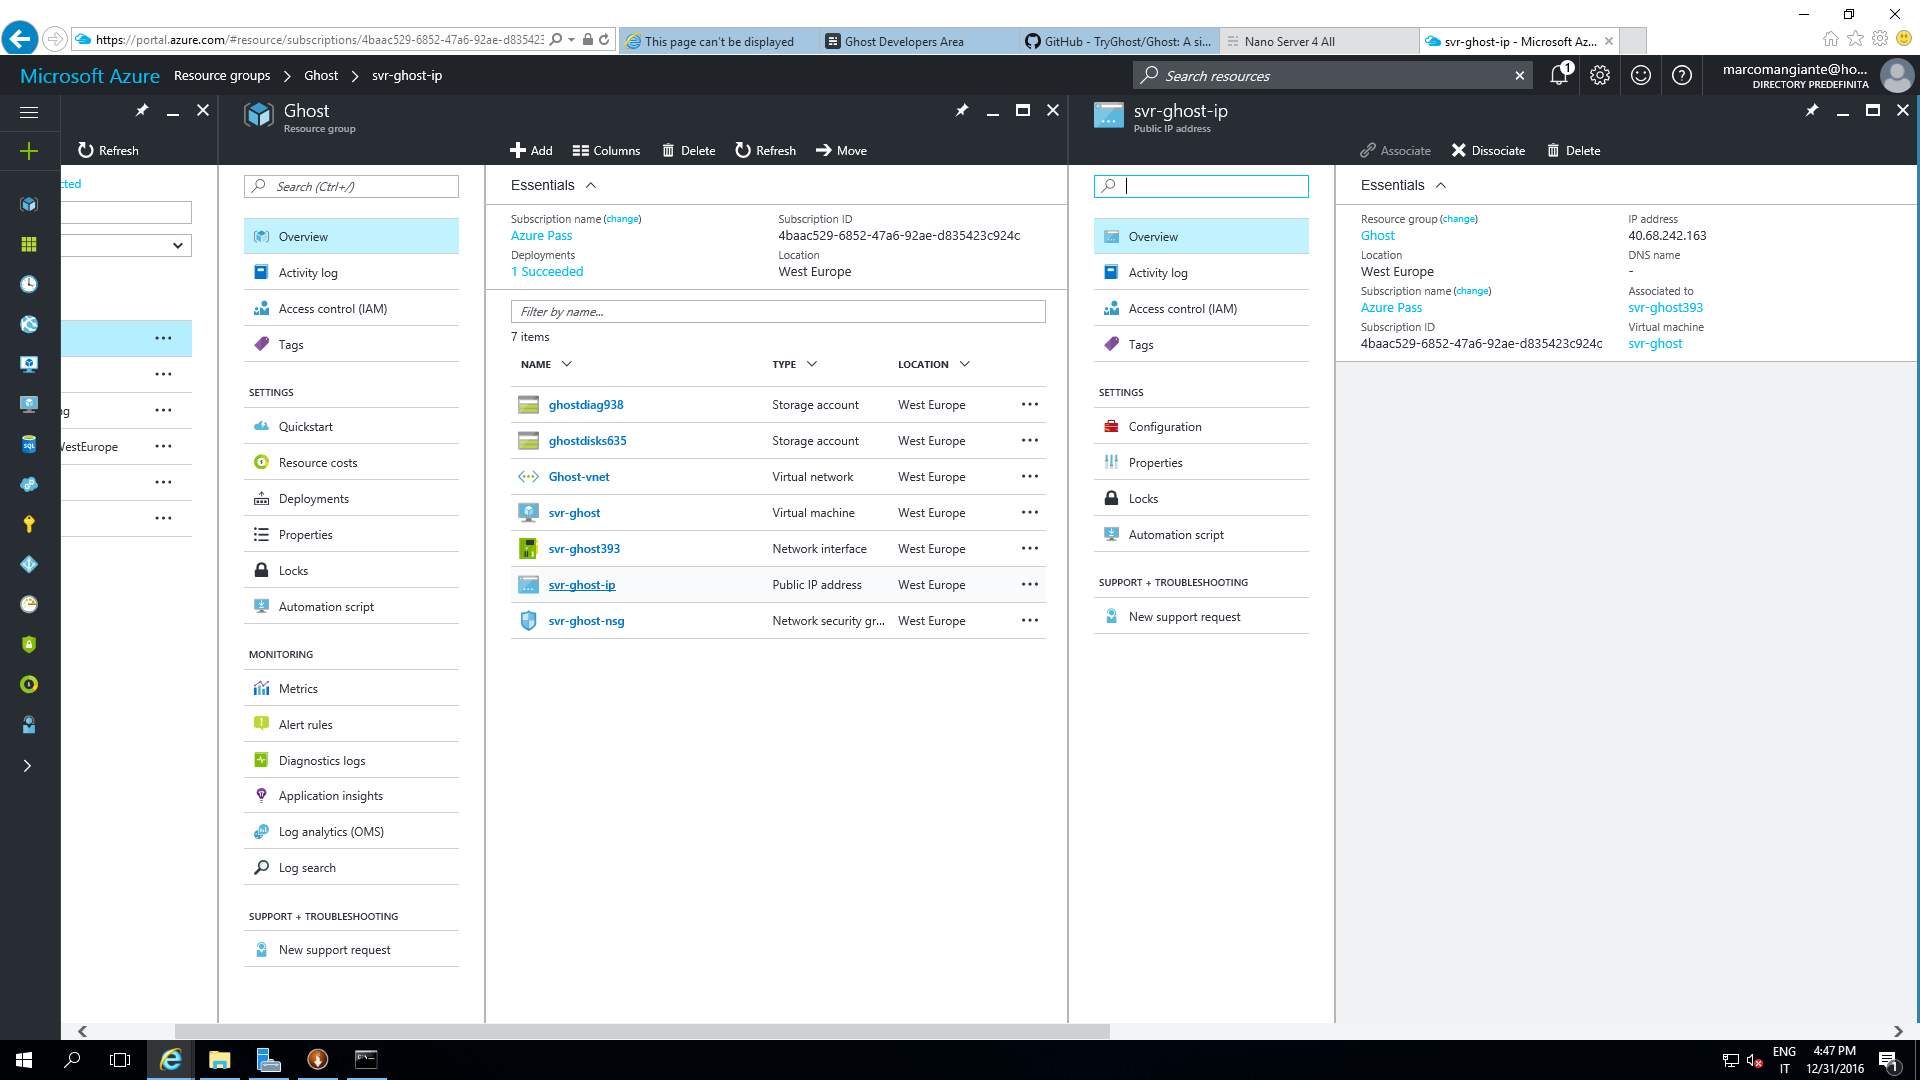 https://portal.azure.com/#resource/subscriptions/4baac529-6852-47a6-92ae-d835423
This page can't be displayed
Ghost Developers Area
GitHub - TryGhost/Ghost: A si...
Nano Server 4 All
svr-ghost-ip - Microsoft Az...
Microsoft Azure
Resource groups
Ghost
svr-ghost-ip
Search resources
1
marcomangiante@ho...
DIRECTORY PREDEFINITA
Refresh
cted
ng
WestEurope
Ghost
Resource group
Add
Columns
Delete
Refresh
Move
Search (Ctrl+/)
Overview
Activity log
Access control (IAM)
Tags
SETTINGS
Quickstart
Resource costs
Deployments
Properties
Locks
Automation script
MONITORING
Metrics
Alert rules
Diagnostics logs
Application insights
Log analytics (OMS)
Log search
SUPPORT + TROUBLESHOOTING
New support request
Essentials
Subscription name (change)
Azure Pass
Deployments
1 Succeeded
Subscription ID
4baac529-6852-47a6-92ae-d835423c924c
Location
West Europe
Filter by name...
7 items
NAME TYPE LOCATION
ghostdiag938 Storage account West Europe
ghostdisks635 Storage account West Europe
Ghost-vnet Virtual network West Europe
svr-ghost Virtual machine West Europe
svr-ghost393 Network interface West Europe
svr-ghost-ip Public IP address West Europe
svr-ghost-nsg Network security gr... West Europe
svr-ghost-ip
Public IP address
Associate
Dissociate
Delete
Overview
Activity log
Access control (IAM)
Tags
SETTINGS
Configuration
Properties
Locks
Automation script
SUPPORT + TROUBLESHOOTING
New support request
Essentials
Resource group (change)
Ghost
Location
West Europe
Subscription name (change)
Azure Pass
Subscription ID
4baac529-6852-47a6-92ae-d835423c924c
IP address
40.68.242.163
DNS name
-
Associated to
svr-ghost393
Virtual machine
svr-ghost
SQL
ENG
IT
4:47 PM
12/31/2016
1